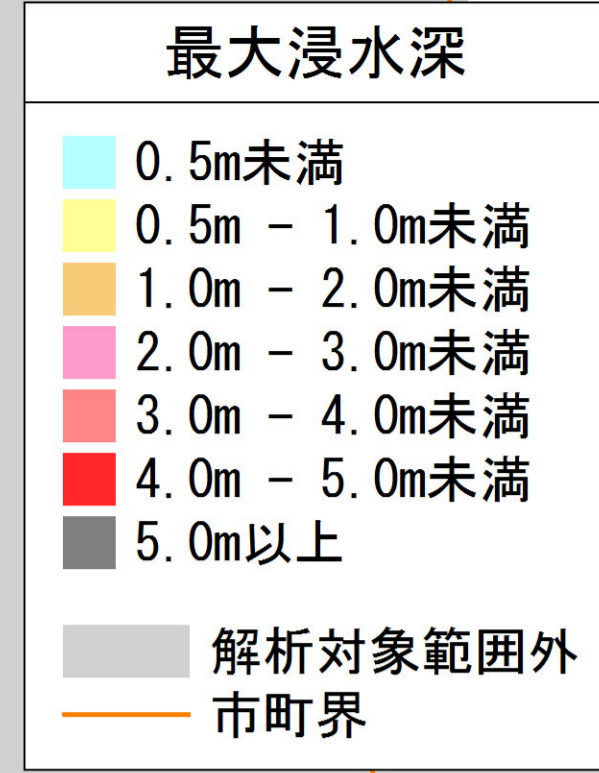 最大浸水深
0.5m未満
0.5m - 1.0m未満
1.0m - 2.0m未満
2.0m - 3.0m未満
3.0m - 4.0m未満
4.0m - 5.0m未満
5.0m以上
解析対象範囲外
市町界